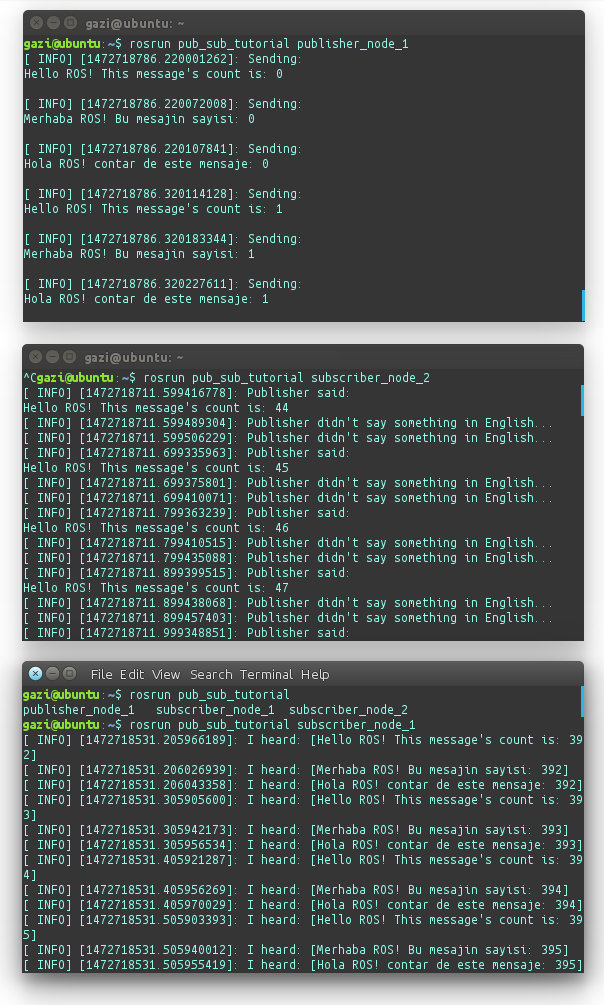 gazi@ubuntu: ~
gazi@ubuntu:~$ rosrun pub_sub_tutorial publisher_node_1
[ INFO] [1472718786.220001262]: Sending:
Hello ROS! This message's count is: 0
[ INFO] [1472718786.220072008]: Sending:
Merhaba ROS! Bu mesajin sayisi: 0
[ INFO] [1472718786.220107841]: Sending:
Hola ROS! contar de este mensaje: 0
[ INFO] [1472718786.320114128]: Sending:
Hello ROS! This message's count is: 1
[ INFO] [1472718786.320183344]: Sending:
Merhaba ROS! Bu mesajin sayisi: 1
[ INFO] [1472718786.320227611]: Sending:
Hola ROS! contar de este mensaje: 1
gazi@ubuntu: ~
^Cgazi@ubuntu:~$ rosrun pub_sub_tutorial subscriber_node_2
[ INFO] [1472718711.599416778]: Publisher said:
Hello ROS! This message's count is: 44
[ INFO] [1472718711.599489304]: Publisher didn't say something in English...
[ INFO] [1472718711.599506229]: Publisher didn't say something in English...
[ INFO] [1472718711.699335963]: Publisher said:
Hello ROS! This message's count is: 45
[ INFO] [1472718711.699375801]: Publisher didn't say something in English...
[ INFO] [1472718711.699410071]: Publisher didn't say something in English...
[ INFO] [1472718711.799363239]: Publisher said:
Hello ROS! This message's count is: 46
[ INFO] [1472718711.799410515]: Publisher didn't say something in English...
[ INFO] [1472718711.799435088]: Publisher didn't say something in English...
[ INFO] [1472718711.899399515]: Publisher said:
Hello ROS! This message's count is: 47
[ INFO] [1472718711.899438068]: Publisher didn't say something in English...
[ INFO] [1472718711.899457403]: Publisher didn't say something in English...
[ INFO] [1472718711.999348851]: Publisher said:
File Edit View Search Terminal Help
gazi@ubuntu:~$ rosrun pub_sub_tutorial
publisher_node_1 subscriber_node_1 subscriber_node_2
gazi@ubuntu:~$ rosrun pub_sub_tutorial subscriber_node_1
[ INFO] [1472718531.205966189]: I heard: [Hello ROS! This message's count is: 39
2]
[ INFO] [1472718531.206026939]: I heard: [Merhaba ROS! Bu mesajin sayisi: 392]
[ INFO] [1472718531.206043358]: I heard: [Hola ROS! contar de este mensaje: 392]
[ INFO] [1472718531.305905600]: I heard: [Hello ROS! This message's count is: 39
3]
[ INFO] [1472718531.305942173]: I heard: [Merhaba ROS! Bu mesajin sayisi: 393]
[ INFO] [1472718531.305956534]: I heard: [Hola ROS! contar de este mensaje: 393]
[ INFO] [1472718531.405921287]: I heard: [Hello ROS! This message's count is: 39
4]
[ INFO] [1472718531.405956269]: I heard: [Merhaba ROS! Bu mesajin sayisi: 394]
[ INFO] [1472718531.405970029]: I heard: [Hola ROS! contar de este mensaje: 394]
[ INFO] [1472718531.505903393]: I heard: [Hello ROS! This message's count is: 39
5]
[ INFO] [1472718531.505940012]: I heard: [Merhaba ROS! Bu mesajin sayisi: 395]
[ INFO] [1472718531.505955419]: I heard: [Hola ROS! contar de este mensaje: 395]